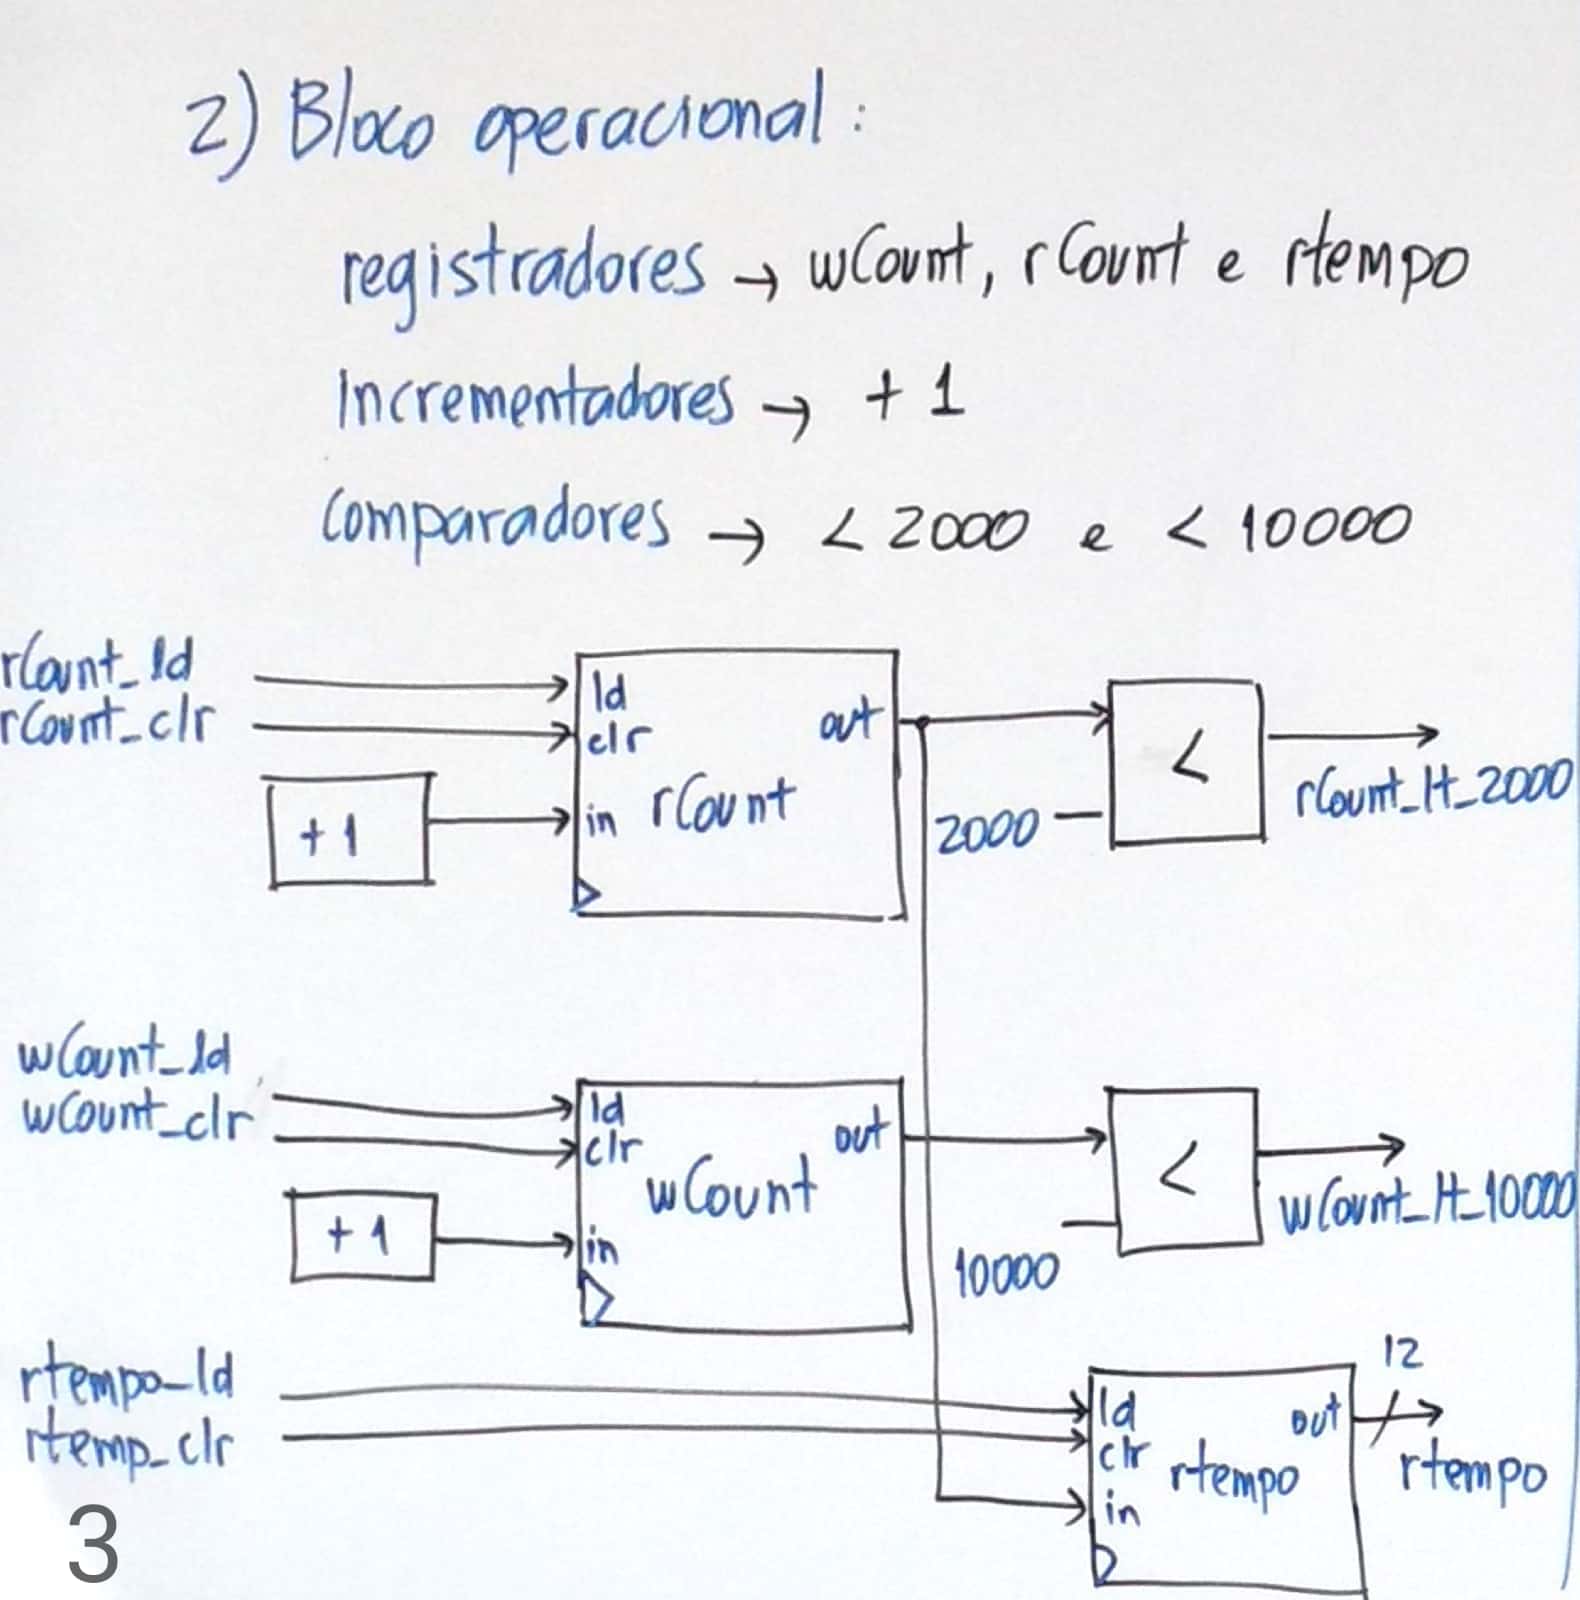 2) Bloco operacional:
registradores → wCount, rCount e rtempo
Incrementadores → +1
Comparadores → < 2000 e < 10000
rCount_ld
rCount_clr
ld
clr
out
in rCount
+1
<
2000
rCount_lt_2000
wCount_ld
wCount_clr
ld
clr
out
wCount
in
+1
<
10000
wCount_lt_10000
rtempo_ld
rtemp_clr
ld
clr
out
rtempo
in
12
rtempo
3